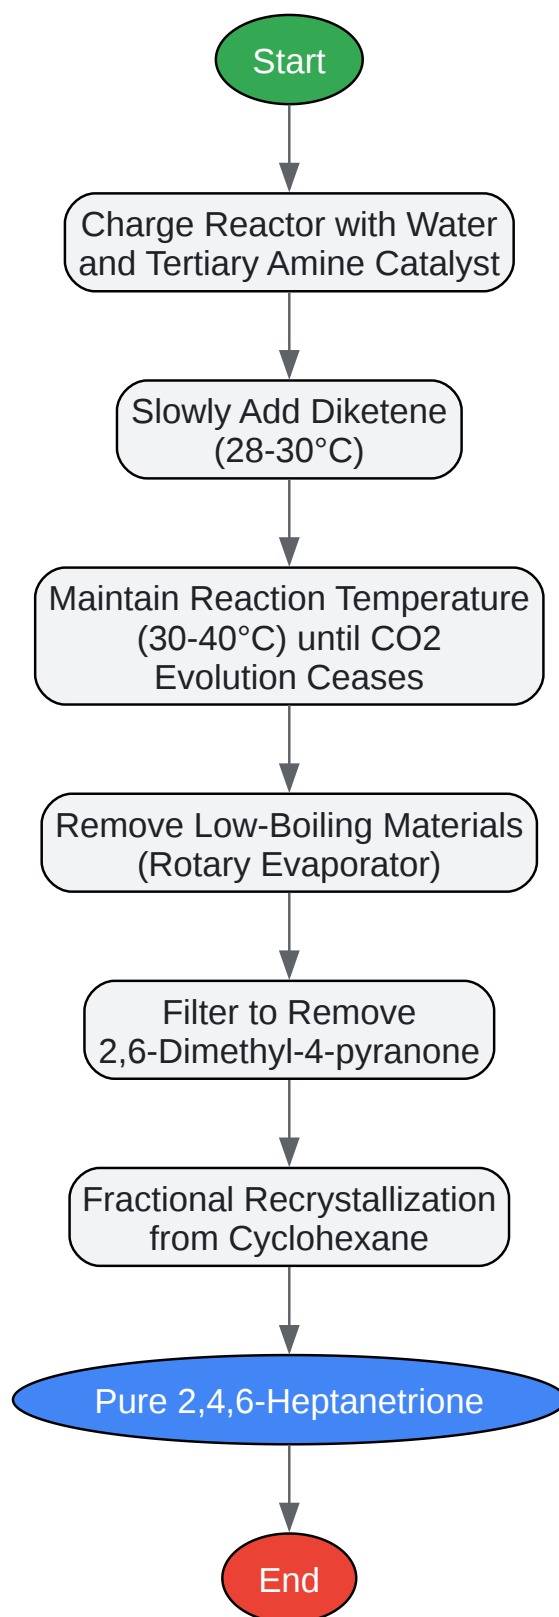 Start
Charge Reactor with Water
and Tertiary Amine Catalyst
Slowly Add Diketene
(28-30°C)
Maintain Reaction Temperature
(30-40°C) until CO2
Evolution Ceases
Remove Low-Boiling Materials
(Rotary Evaporator)
Filter to Remove
2,6-Dimethyl-4-pyranone
Fractional Recrystallization
from Cyclohexane
Pure 2,4,6-Heptanetrione
End